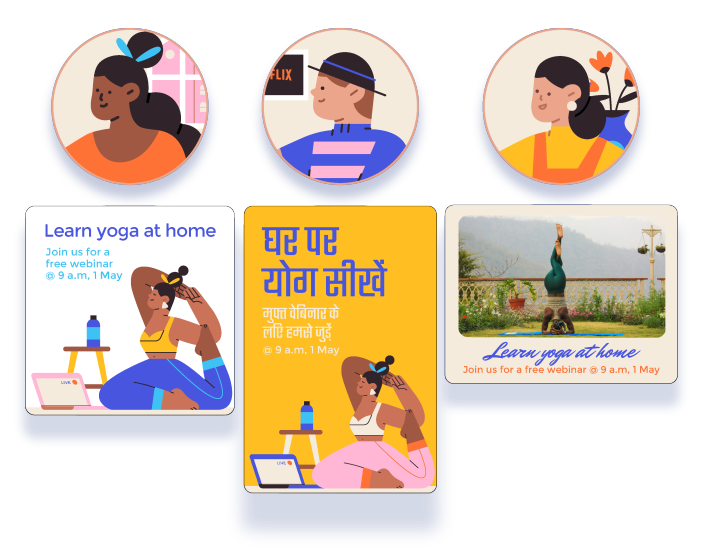 FLIX
Learn yoga at home
Join us for a
free webinar
@ 9 a.m, 1 May
LIVE
घर पर
योग सीखें
मुफ्त वेबिनार के
लिए हमसे जुड़ें
@ 9 a.m, 1 May
LIVE
Learn yoga at home
Join us for a free webinar @ 9 a.m, 1 May